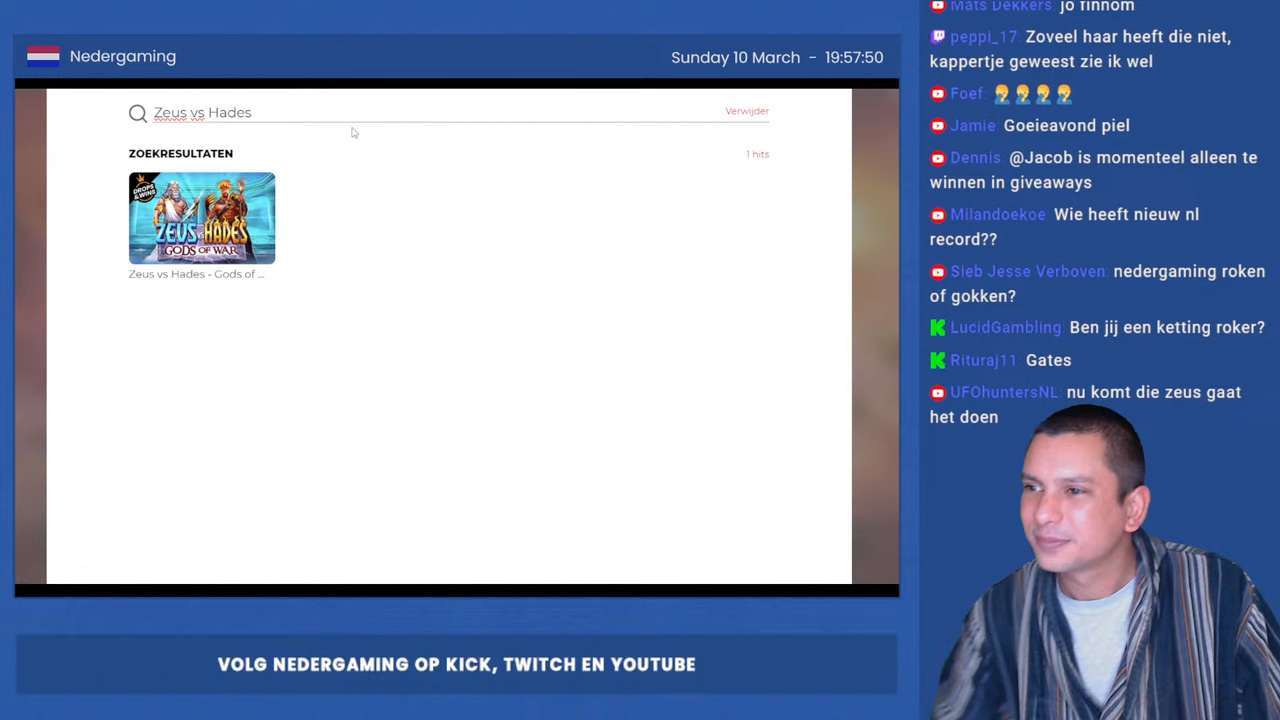 Nedergaming
Sunday 10 March - 19:57:50
Zeus vs Hades
Verwijder
ZOEKRESULTATEN
1 hits
DROPS & WINS
ZEUS VS HADES
GODS OF WAR
Zeus vs Hades - Gods of ...
VOLG NEDERGAMING OP KICK, TWITCH EN YOUTUBE
Mats Dekkers: jo finnom
peppi_17: Zoveel haar heeft die niet,
kappertje geweest zie ik wel
Foef:
Jamie: Goeieavond piel
Dennis: @Jacob is momenteel alleen te
winnen in giveaways
Milandoekoe: Wie heeft nieuw nl
record??
Sieb Jesse Verboven: nedergaming roken
of gokken?
LucidGambling: Ben jij een ketting roker?
Rituraj11: Gates
UFOhuntersNL: nu komt die zeus gaat
het doen